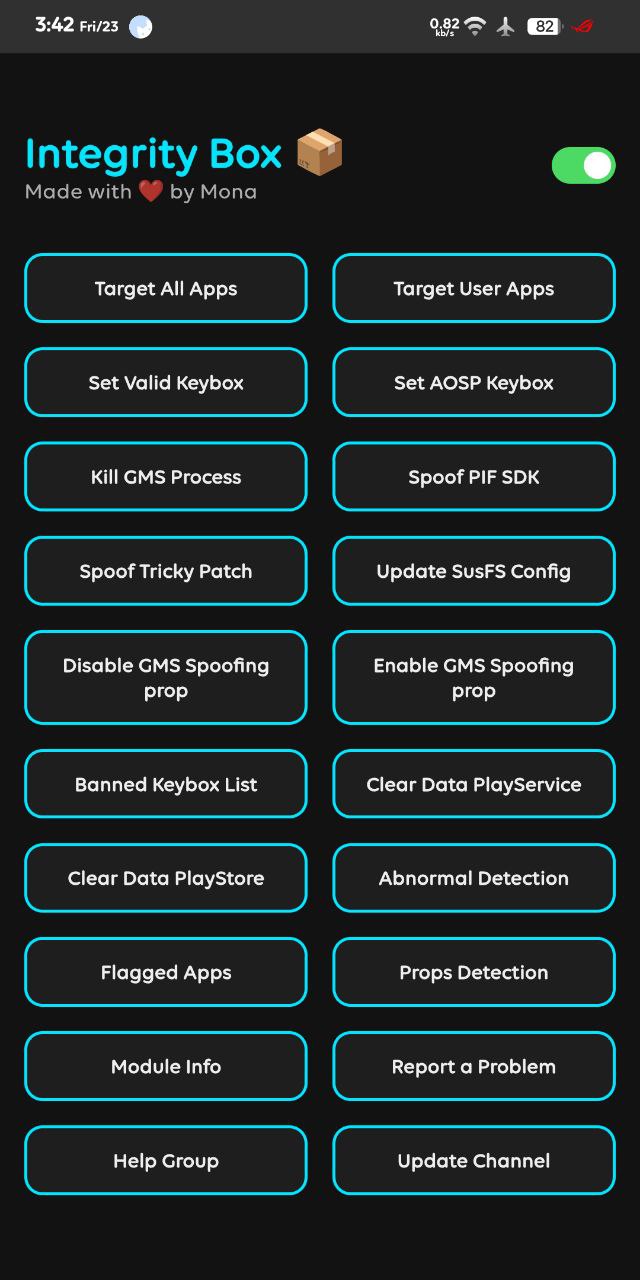 3:42 Fri/23
0.82
kb/s
82
Integrity Box 📦
Made with ❤️ by Mona
Target All Apps
Target User Apps
Set Valid Keybox
Set AOSP Keybox
Kill GMS Process
Spoof PIF SDK
Spoof Tricky Patch
Update SusFS Config
Disable GMS Spoofing
prop
Enable GMS Spoofing
prop
Banned Keybox List
Clear Data PlayService
Clear Data PlayStore
Abnormal Detection
Flagged Apps
Props Detection
Module Info
Report a Problem
Help Group
Update Channel